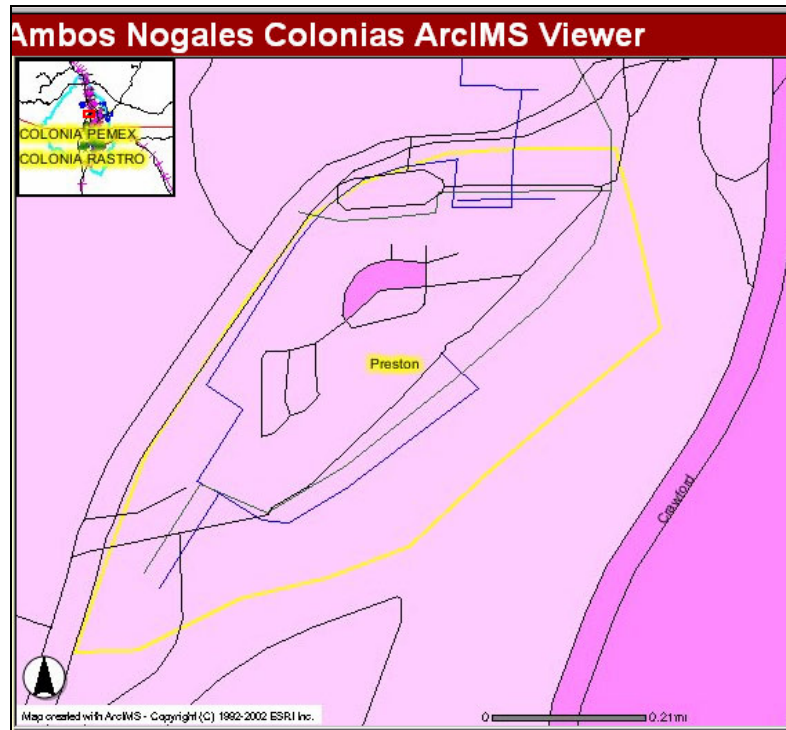 Ambos Nogales Colonias ArcIMS Viewer
COLONIA PEMEX
COLONIA RASTRO
Preston
Crawford
Map created with ArcIMS - Copyright (C) 1992-2002 ESRI Inc.
0 0.21mi